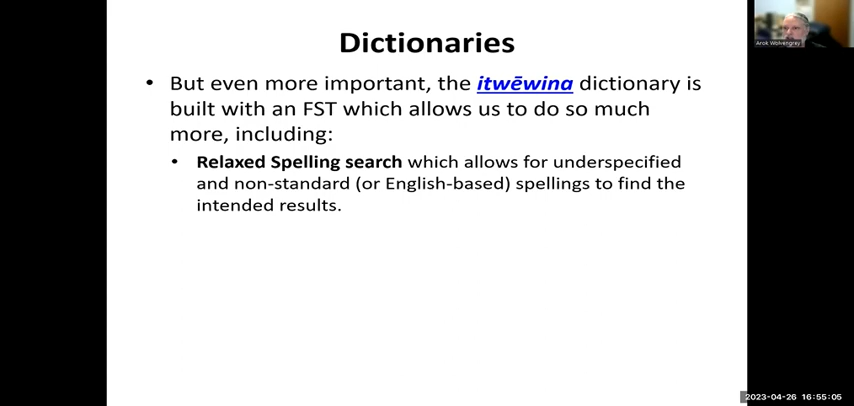 Dictionaries
• But even more important, the itwēwina dictionary is
built with an FST which allows us to do so much
more, including:
• Relaxed Spelling search which allows for underspecified
and non-standard (or English-based) spellings to find the
intended results.
Arok Wolvengrey
2023-04-26 16:55:05